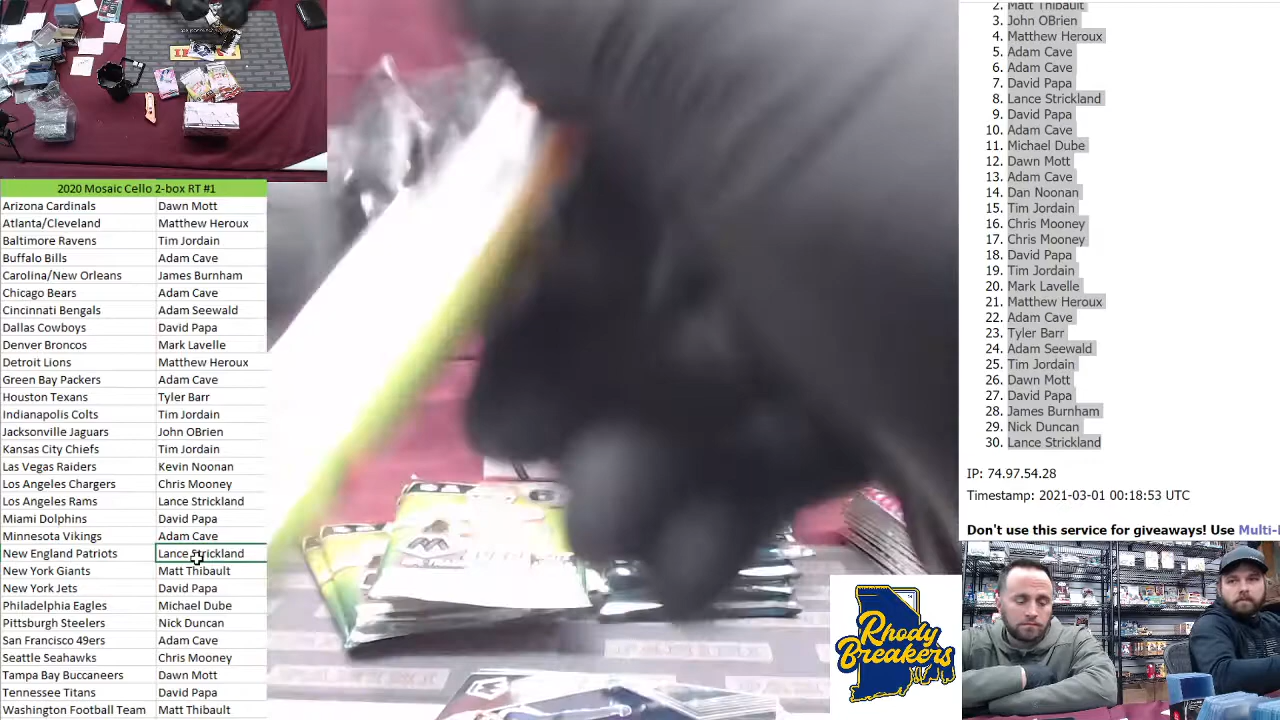 2020 Mosaic Cello 2-box RT #1
Arizona Cardinals Dawn Mott
Atlanta/Cleveland Matthew Heroux
Baltimore Ravens Tim Jordain
Buffalo Bills Adam Cave
Carolina/New Orleans James Burnham
Chicago Bears Adam Cave
Cincinnati Bengals Adam Seewald
Dallas Cowboys David Papa
Denver Broncos Mark Lavelle
Detroit Lions Matthew Heroux
Green Bay Packers Adam Cave
Houston Texans Tyler Barr
Indianapolis Colts Tim Jordain
Jacksonville Jaguars John OBrien
Kansas City Chiefs Tim Jordain
Las Vegas Raiders Kevin Noonan
Los Angeles Chargers Chris Mooney
Los Angeles Rams Lance Strickland
Miami Dolphins David Papa
Minnesota Vikings Adam Cave
New England Patriots Lance Strickland
New York Giants Matt Thibault
New York Jets David Papa
Philadelphia Eagles Michael Dube
Pittsburgh Steelers Nick Duncan
San Francisco 49ers Adam Cave
Seattle Seahawks Chris Mooney
Tampa Bay Buccaneers Dawn Mott
Tennessee Titans David Papa
Washington Football Team Matt Thibault
2. Matt Thibault
3. John OBrien
4. Matthew Heroux
5. Adam Cave
6. Adam Cave
7. David Papa
8. Lance Strickland
9. David Papa
10. Adam Cave
11. Michael Dube
12. Dawn Mott
13. Adam Cave
14. Dan Noonan
15. Tim Jordain
16. Chris Mooney
17. Chris Mooney
18. David Papa
19. Tim Jordain
20. Mark Lavelle
21. Matthew Heroux
22. Adam Cave
23. Tyler Barr
24. Adam Seewald
25. Tim Jordain
26. Dawn Mott
27. David Papa
28. James Burnham
29. Nick Duncan
30. Lance Strickland
IP: 74.97.54.28
Timestamp: 2021-03-01 00:18:53 UTC
Don't use this service for giveaways! Use Multi-
Rhody
Breakers